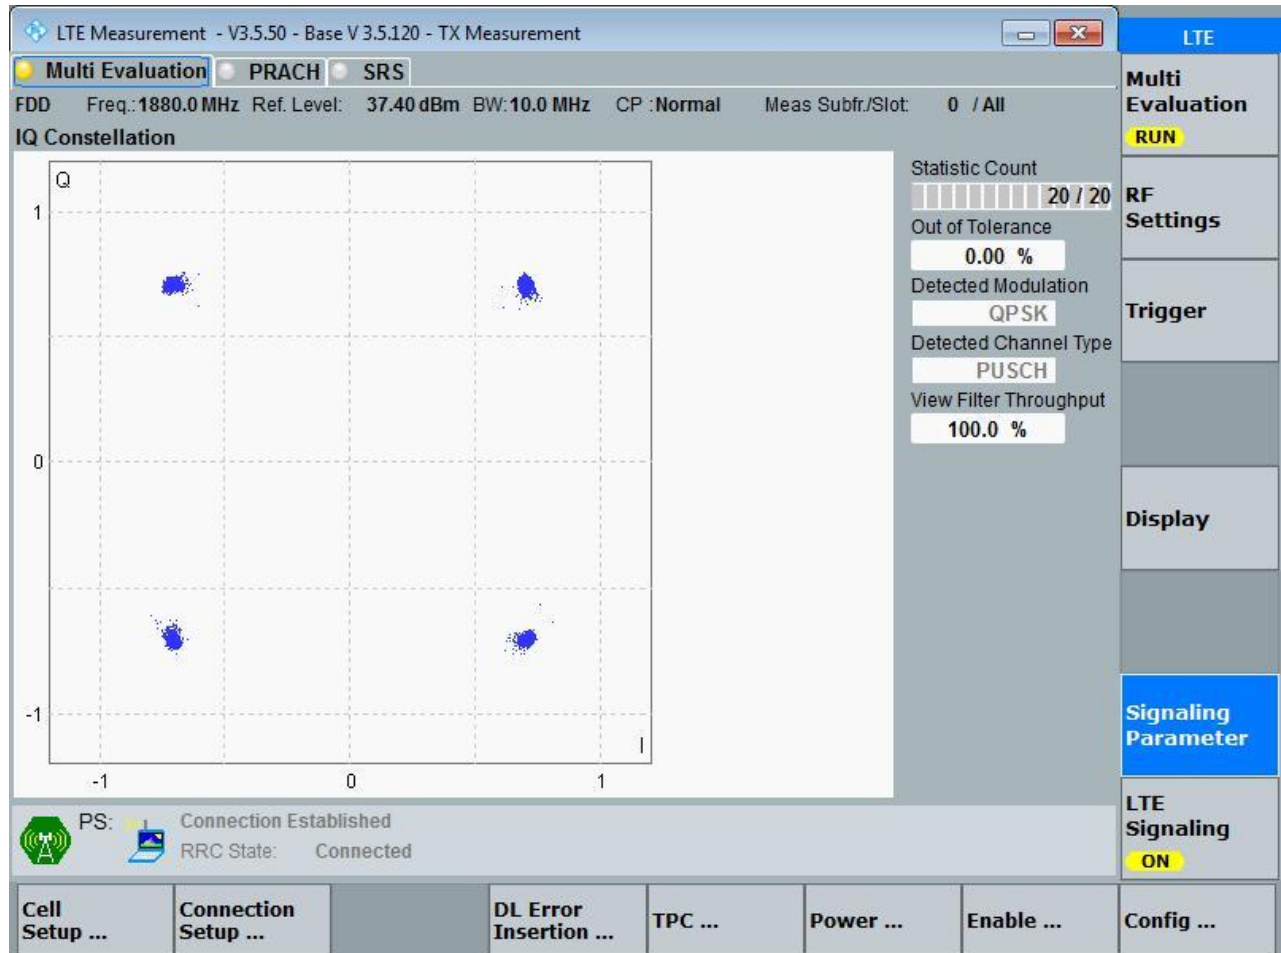 LTE Measurement - V3.5.50 - Base V 3.5.120 - TX Measurement
LTE
Multi Evaluation PRACH SRS
FDD Freq.: 1880.0 MHz Ref. Level: 37.40 dBm BW: 10.0 MHz CP : Normal Meas Subfr./Slot: 0 / All
IQ Constellation
Q
1
0
-1
I
-1 0 1
Statistic Count
20 / 20
Out of Tolerance
0.00 %
Detected Modulation
QPSK
Detected Channel Type
PUSCH
View Filter Throughput
100.0 %
Multi
Evaluation
RUN
RF
Settings
Trigger
Display
Signaling
Parameter
LTE
Signaling
ON
PS: Connection Established
RRC State: Connected
Cell
Setup ...
Connection
Setup ...
DL Error
Insertion ...
TPC ...
Power ...
Enable ...
Config ...